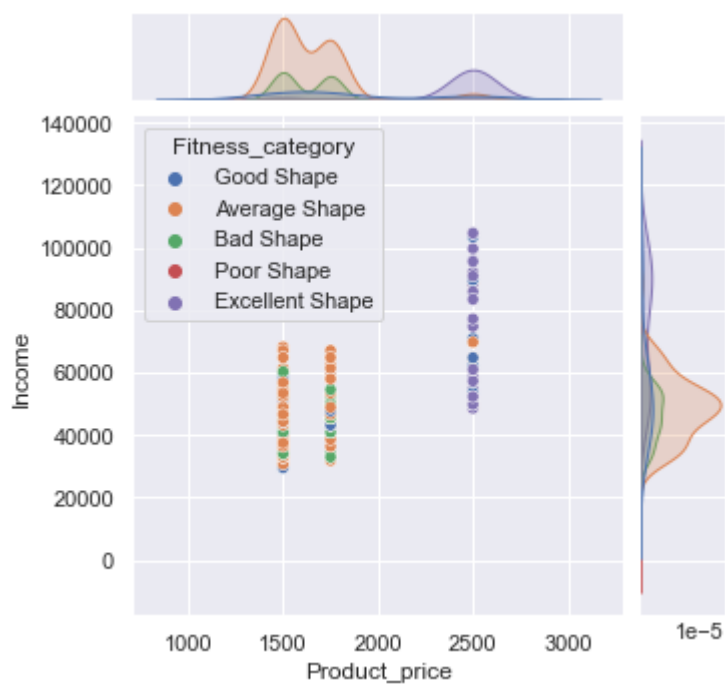 140000
Fitness_category
Good Shape
120000
Average Shape
Bad Shape
100000
Poor Shape
Excellent Shape
80000
Income
60000
40000
20000
0
1e−5
1000 1500 2000 2500 3000
Product_price